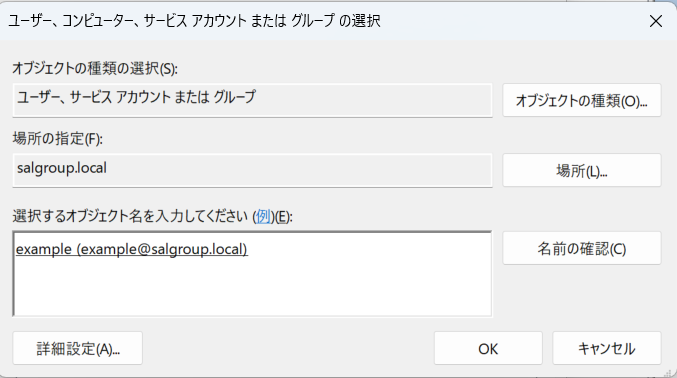 ユーザー、コンピューター、サービス アカウント または グループ の選択
オブジェクトの種類の選択(S):
ユーザー、サービス アカウント または グループ
オブジェクトの種類(O)...
場所の指定(F):
salgroup.local
場所(L)...
選択するオブジェクト名を入力してください (例)(E):
example (example@salgroup.local)
名前の確認(C)
詳細設定(A)...
OK
キャンセル